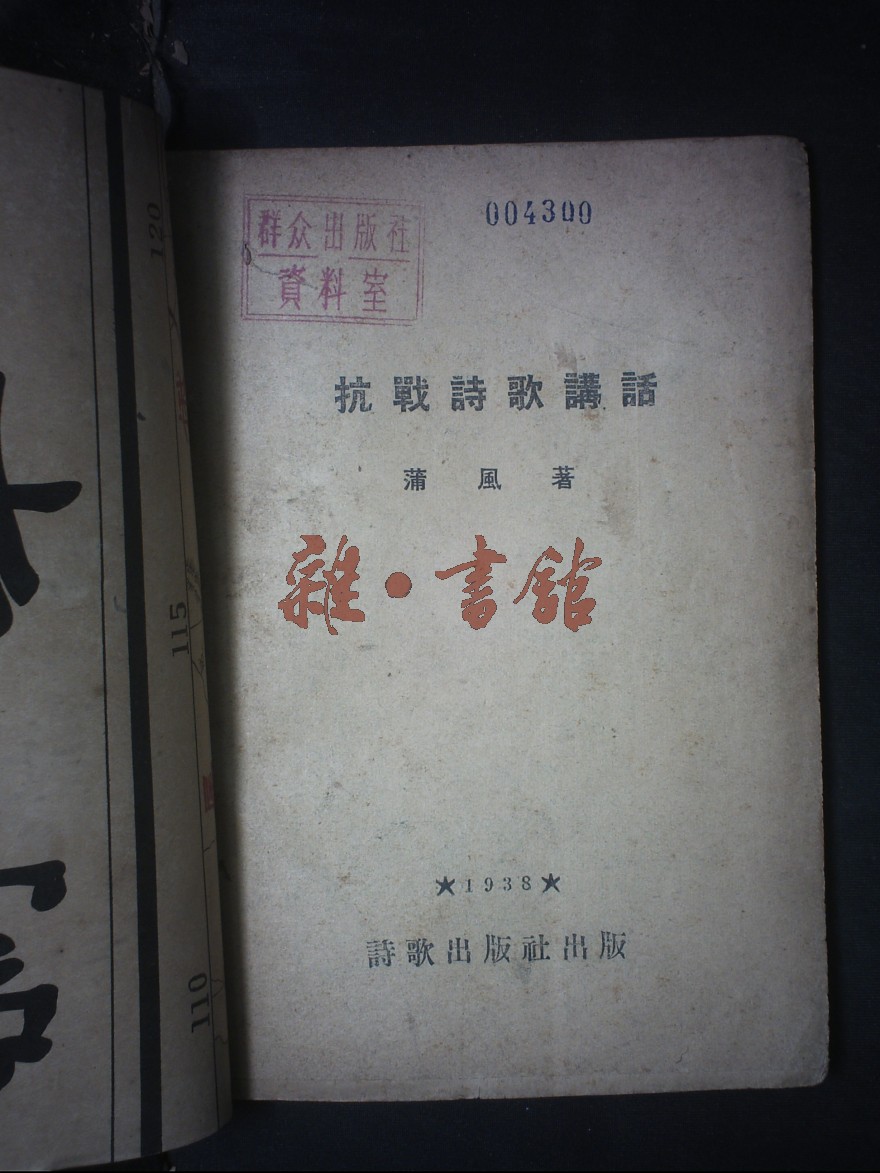 群众出版社
資料室
004300
抗戰詩歌講話
蒲風著
雜·書館
★1938★
詩歌出版社出版
120
115
110